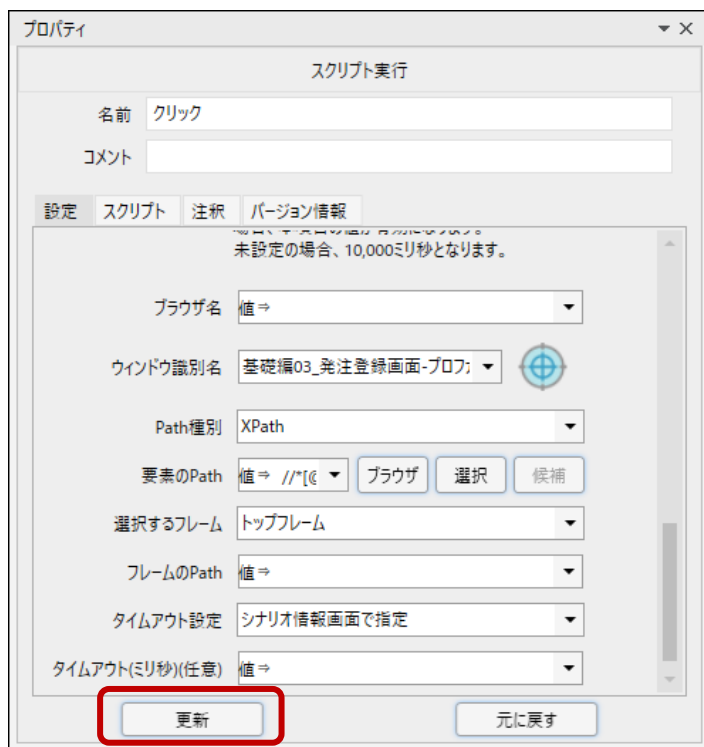 プロパティ
スクリプト実行
名前 クリック
コメント
設定 スクリプト 注釈 バージョン情報
未設定の場合、10,000ミリ秒となります。
ブラウザ名 値⇒
ウィンドウ識別名 基礎編03_発注登録画面-プロフォ
Path種別 XPath
要素のPath 値⇒ //*[@ ブラウザ 選択 候補
選択するフレーム トップフレーム
フレームのPath 値⇒
タイムアウト設定 シナリオ情報画面で指定
タイムアウト(ミリ秒)(任意) 値⇒
更新 元に戻す